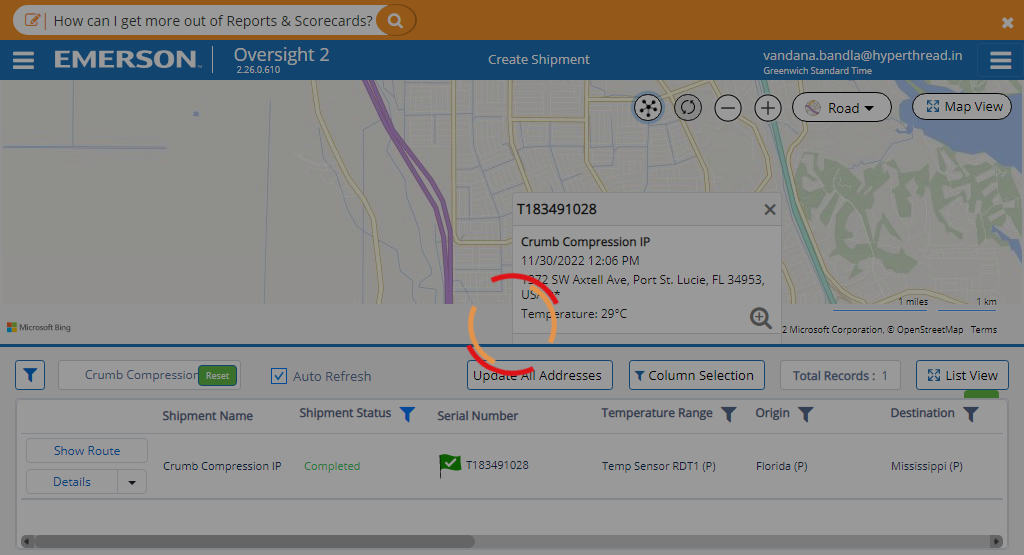 How can I get more out of Reports & Scorecards?
EMERSON
Oversight 2
2.26.0.610
Create Shipment
vandana.bandla@hyperthread.in
Greenwich Standard Time
Road
Map View
T183491028
Crumb Compression IP
11/30/2022 12:06 PM
1372 SW Axtell Ave, Port St. Lucie, FL 34953,
Temperature: 29°C
1 miles
1 km
Microsoft Bing
2 Microsoft Corporation, © OpenStreetMap Terms
Crumb Compression
Reset
Auto Refresh
Update All Addresses
Column Selection
Total Records : 1
List View
Shipment Name
Shipment Status
Serial Number
Temperature Range
Origin
Destination
Show Route
Details
Crumb Compression IP
Completed
T183491028
Temp Sensor RDT1 (P)
Florida (P)
Mississippi (P)